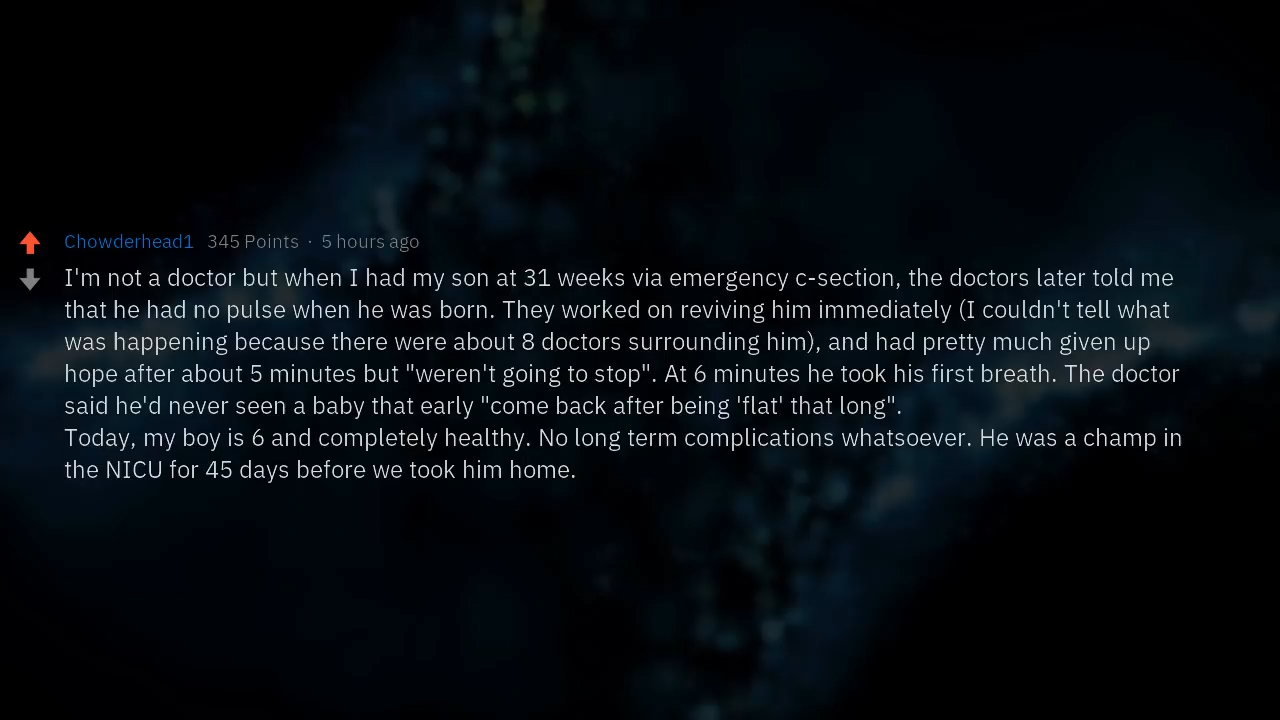 Chowderhead1 345 Points · 5 hours ago
I'm not a doctor but when I had my son at 31 weeks via emergency c-section, the doctors later told me
that he had no pulse when he was born. They worked on reviving him immediately (I couldn't tell what
was happening because there were about 8 doctors surrounding him), and had pretty much given up
hope after about 5 minutes but "weren't going to stop". At 6 minutes he took his first breath. The doctor
said he'd never seen a baby that early "come back after being 'flat' that long".
Today, my boy is 6 and completely healthy. No long term complications whatsoever. He was a champ in
the NICU for 45 days before we took him home.